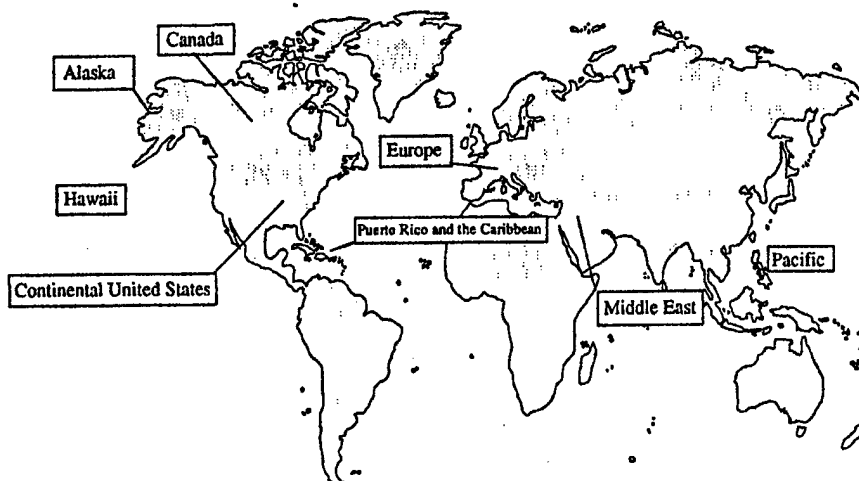 Canada
Alaska
Europe
Hawaii
Puerto Rico and the Caribbean
Pacific
Continental United States
Middle East